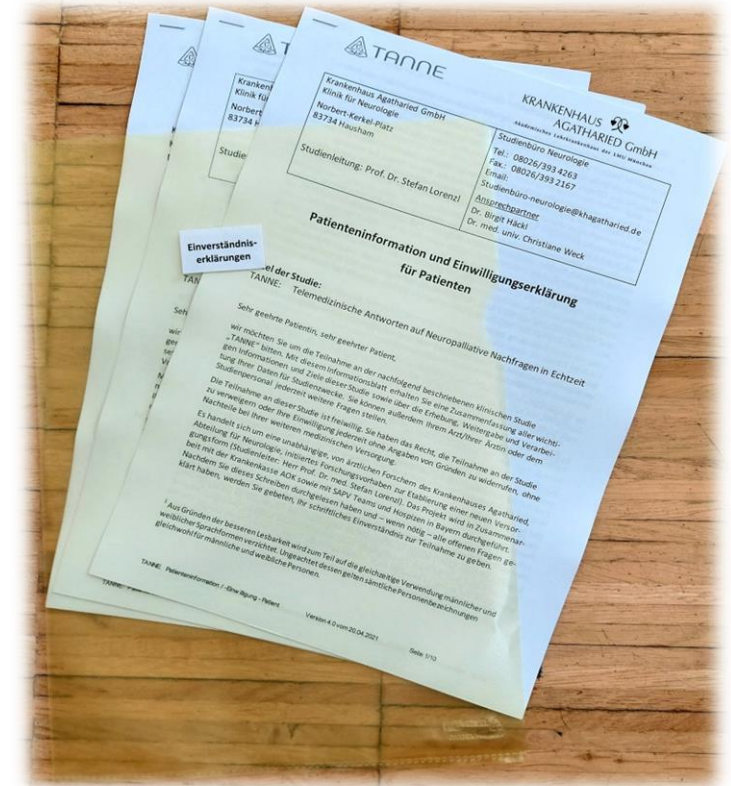 TANNE
KRANKENHAUS
AGATHARIED GmbH
Akademisches Lehrkrankenhaus der LMU München
Krankenhaus Agatharied GmbH
Klinik für Neurologie
Norbert-Kerkel-Platz
83734 Hausham
Studienleitung: Prof. Dr. Stefan Lorenzl
Studienbüro Neurologie
Tel.: 08026/393 4263
Fax.: 08026/393 2167
Email:
Studienbüro-neurologie@khagatharied.de
Ansprechpartner
Dr. Birgit Häckl
Dr. med. univ. Christiane Weck
Patienteninformation und Einwilligungserklärung
für Patienten
Einverständnis-
erklärungen
der Studie:
TANNE: Telemedizinische Antworten auf Neuropalliative Nachfragen in Echtzeit
Sehr geehrte Patientin, sehr geehrter Patient,
wir möchten Sie um die Teilnahme an der nachfolgend beschriebenen klinischen Studie
„TANNE“ bitten. Mit diesem Informationsblatt erhalten Sie eine Zusammenfassung aller wichti-
gen Informationen und Ziele dieser Studie sowie über die Erhebung, Weitergabe und Verarbei-
tung Ihrer Daten für Studienzwecke. Sie können außerdem Ihrem Arzt/Ihrer Ärztin oder dem
Studienpersonal jederzeit weitere Fragen stellen.
Die Teilnahme an dieser Studie ist freiwillig. Sie haben das Recht, die Teilnahme an der Studie
zu verweigern oder Ihre Einwilligung jederzeit ohne Angaben von Gründen zu widerrufen, ohne
Nachteile bei Ihrer weiteren medizinischen Versorgung.
Es handelt sich um eine unabhängige, von ärztlichen Forschern des Krankenhauses Agatharied,
Abteilung für Neurologie, initiiertes Forschungsvorhaben zur Etablierung einer neuen Versor-
gungsform (Studienleiter: Herr Prof. Dr. med. Stefan Lorenzl). Das Projekt wird in Zusammenar-
beit mit der Krankenkasse AOK sowie mit SAPV Teams und Hospizen in Bayern durchgeführt.
Nachdem Sie dieses Schreiben durchgelesen haben und – wenn nötig – alle offenen Fragen ge-
klärt haben, werden Sie gebeten, Ihr schriftliches Einverständnis zur Teilnahme zu geben.
Aus Gründen der besseren Lesbarkeit wird zum Teil auf die gleichzeitige Verwendung männlicher und
weiblicher Sprachformen verzichtet. Ungeachtet dessen gelten sämtliche Personenbezeichnungen
gleichwohl für männliche und weibliche Personen.
TANNE Patienteninformation / -Einwilligung - Patient Version 4.0 vom 20.04.2021 Seite 1/10